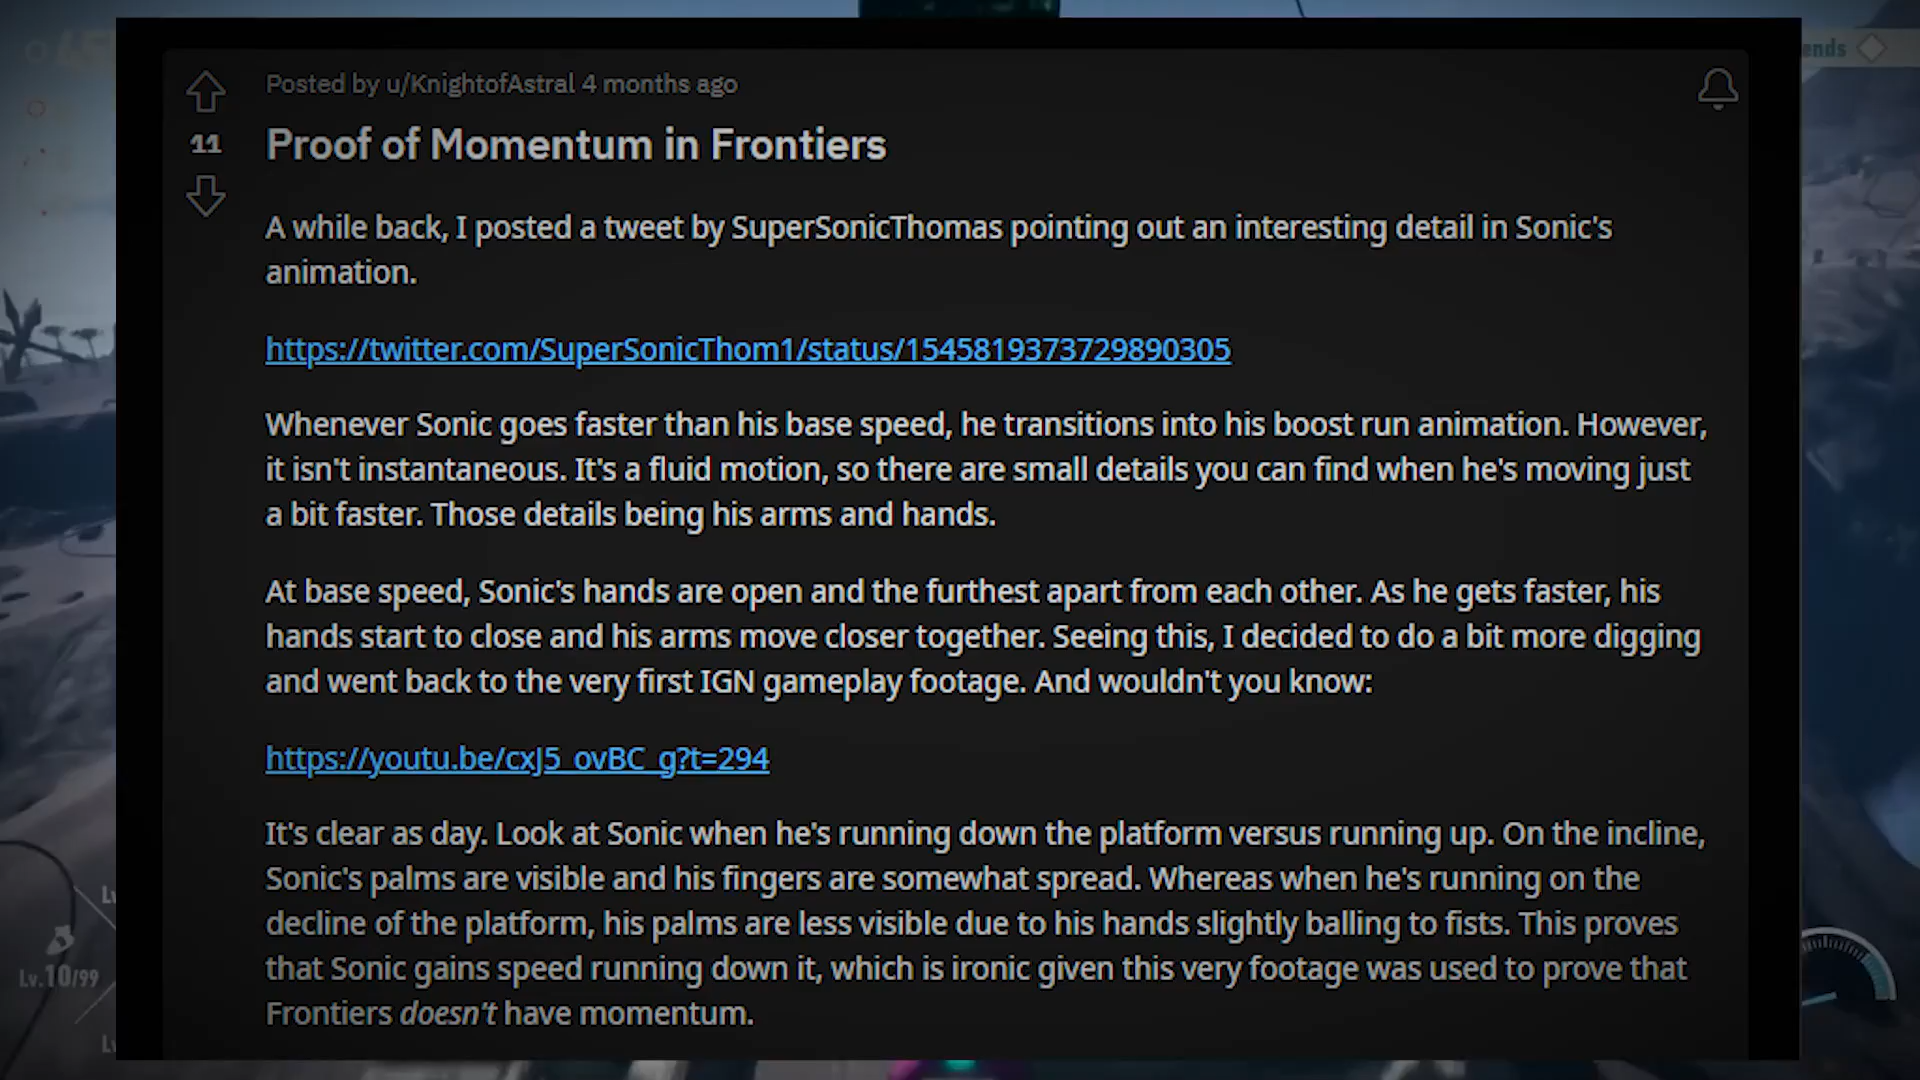 ends
Posted by u/KnightofAstral 4 months ago
11
Proof of Momentum in Frontiers
A while back, I posted a tweet by SuperSonicThomas pointing out an interesting detail in Sonic's
animation.
https://twitter.com/SuperSonicThom1/status/1545819373729890305
Whenever Sonic goes faster than his base speed, he transitions into his boost run animation. However,
it isn't instantaneous. It's a fluid motion, so there are small details you can find when he's moving just
a bit faster. Those details being his arms and hands.
At base speed, Sonic's hands are open and the furthest apart from each other. As he gets faster, his
hands start to close and his arms move closer together. Seeing this, I decided to do a bit more digging
and went back to the very first IGN gameplay footage. And wouldn't you know:
https://youtu.be/cxJ5_ovBC_g?t=294
It's clear as day. Look at Sonic when he's running down the platform versus running up. On the incline,
Sonic's palms are visible and his fingers are somewhat spread. Whereas when he's running on the
decline of the platform, his palms are less visible due to his hands slightly balling to fists. This proves
that Sonic gains speed running down it, which is ironic given this very footage was used to prove that
Frontiers doesn't have momentum.
Lv
Lv.10/99
Lv